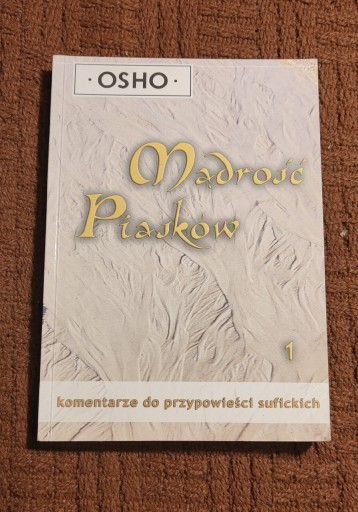 · OSHO ·
Mądrość
Piasków
1
komentarze do przypowieści sufickich